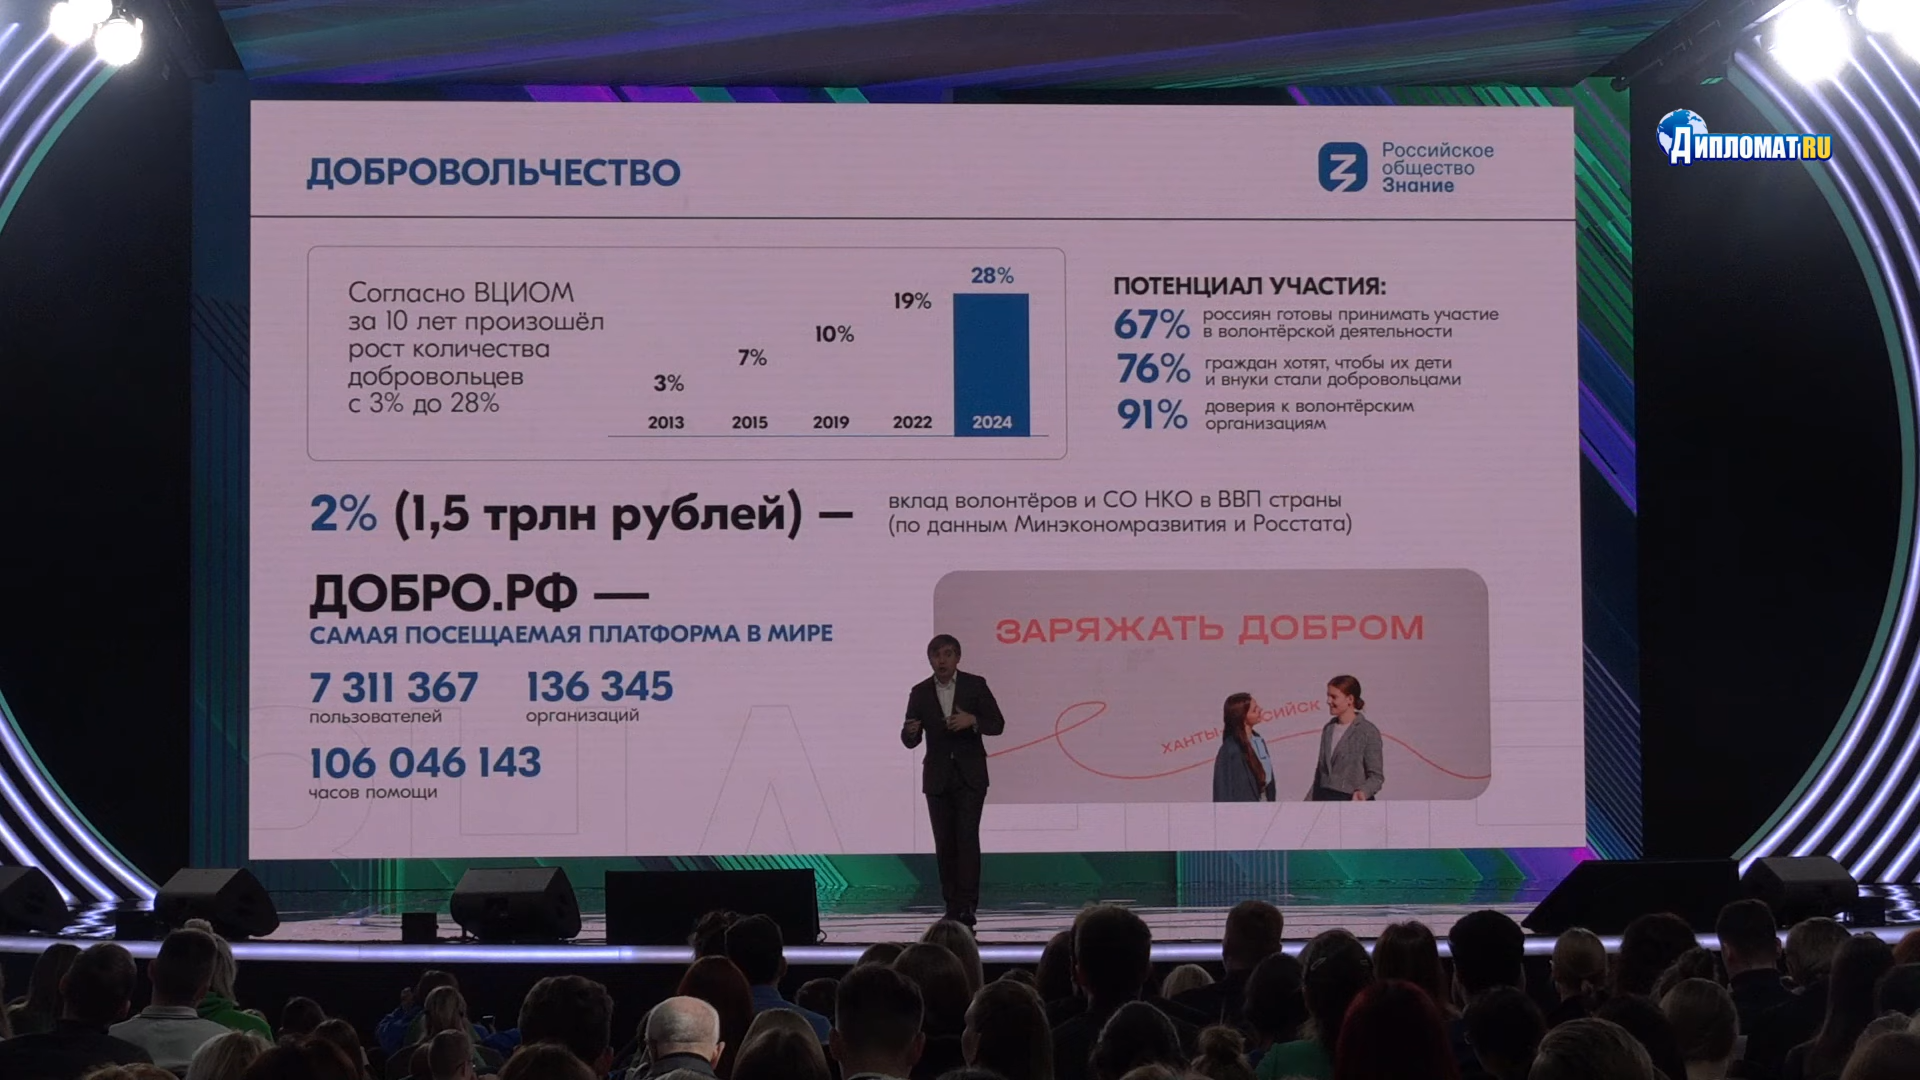 ДИПЛОМАТ RU
ДОБРОВОЛЬЧЕСТВО
Российское
общество
Знание
Согласно ВЦИОМ
за 10 лет произошёл
рост количества
добровольцев
с 3% до 28%
3%
7%
10%
19%
28%
2013
2015
2019
2022
2024
ПОТЕНЦИАЛ УЧАСТИЯ:
67% россиян готовы принимать участие
в волонтёрской деятельности
76% граждан хотят, чтобы их дети
и внуки стали добровольцами
91% доверия к волонтёрским
организациям
2% (1,5 трлн рублей) —
вклад волонтёров и СО НКО в ВВП страны
(по данным Минэкономразвития и Росстата)
ДОБРО.РФ —
САМАЯ ПОСЕЩАЕМАЯ ПЛАТФОРМА В МИРЕ
7 311 367
пользователей
136 345
организаций
106 046 143
часов помощи
ЗАРЯЖАТЬ ДОБРОМ
ХАНТЫ- СИЙСК